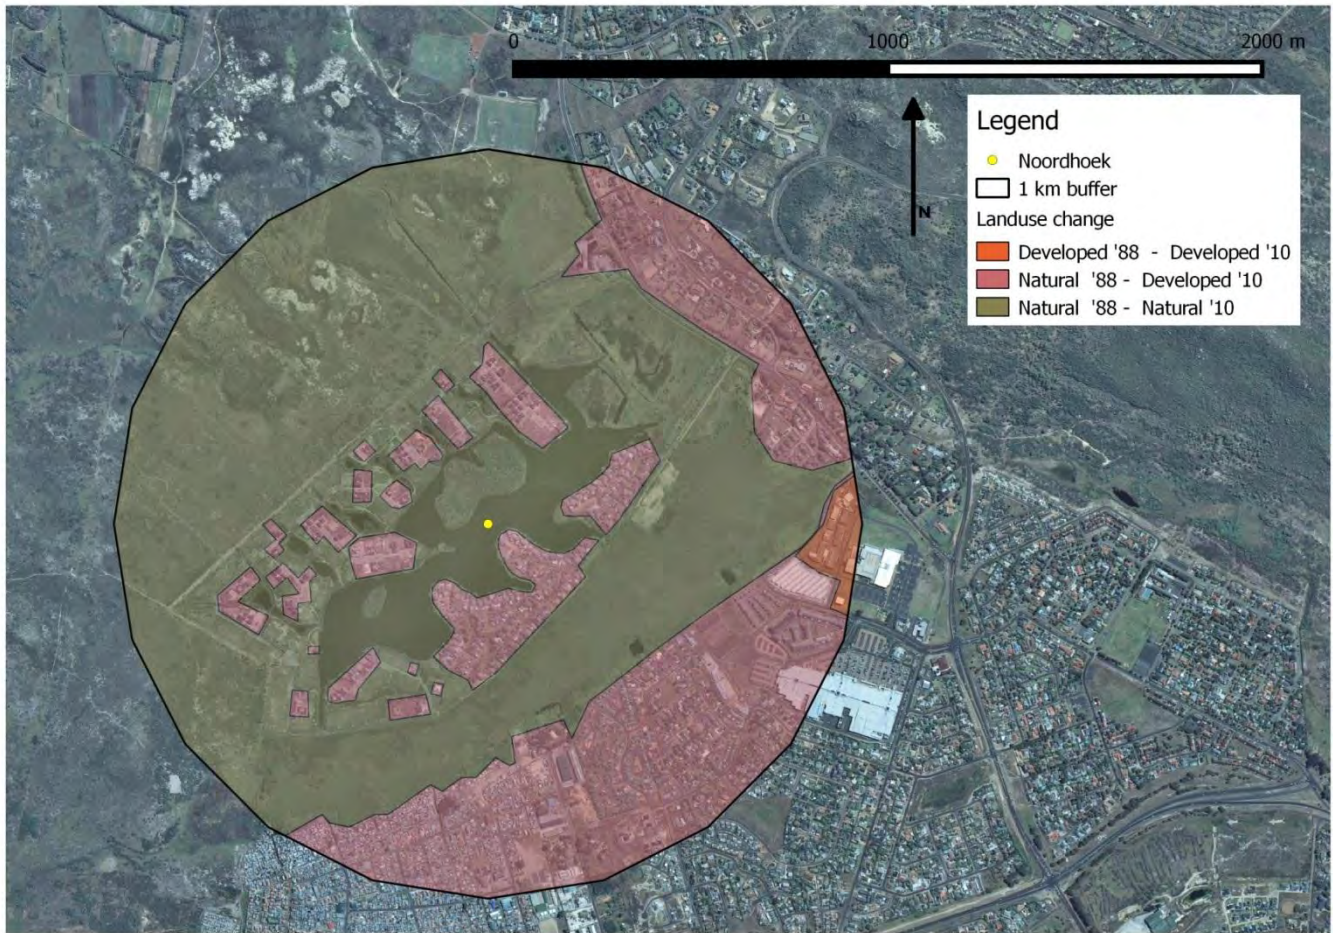 0 1000 2000 m
Legend
Noordhoek
1 km buffer
Landuse change
Developed '88 - Developed '10
Natural '88 - Developed '10
Natural '88 - Natural '10
N